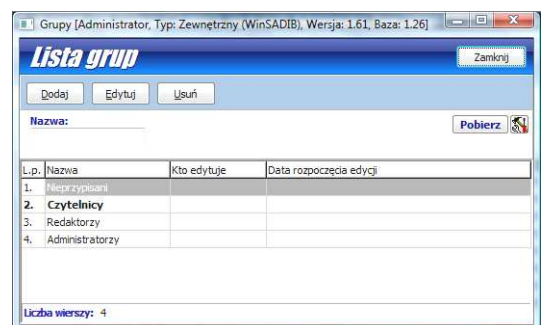 Grupy [Administrator, Typ: Zewnętrzny (WinSADIB), Wersja: 1.61, Baza: 1.26]
Lista grup
Zamknij
Dodaj Edytuj Usuń
Nazwa:
Pobierz
L.p. Nazwa Kto edytuje Data rozpoczęcia edycji
1. Nieprzypisani
2. Czytelnicy
3. Redaktorzy
4. Administratorzy
Liczba wierszy: 4